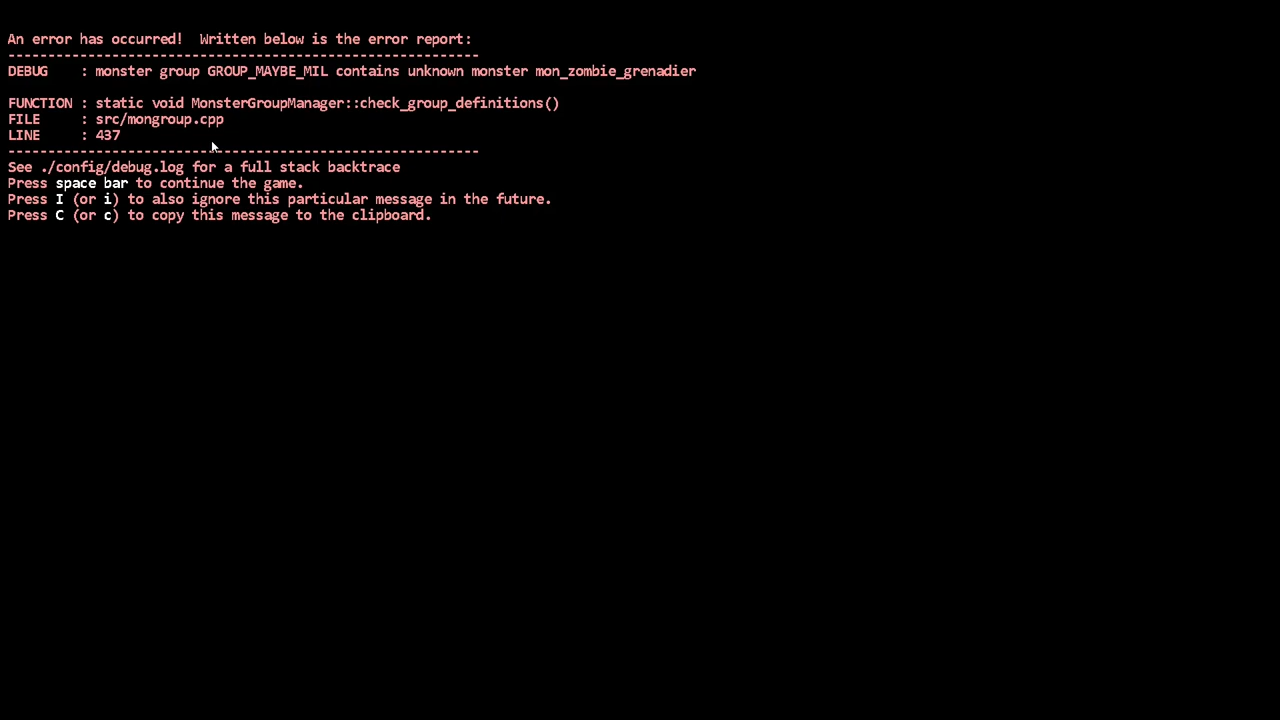 An error has occurred!  Written below is the error report:
-----------------------------------------------------------
DEBUG    : monster group GROUP_MAYBE_MIL contains unknown monster mon_zombie_grenadier
FUNCTION : static void MonsterGroupManager::check_group_definitions()
FILE     : src/mongroup.cpp
LINE     : 437
-----------------------------------------------------------
See ./config/debug.log for a full stack backtrace
Press space bar to continue the game.
Press I (or i) to also ignore this particular message in the future.
Press C (or c) to copy this message to the clipboard.